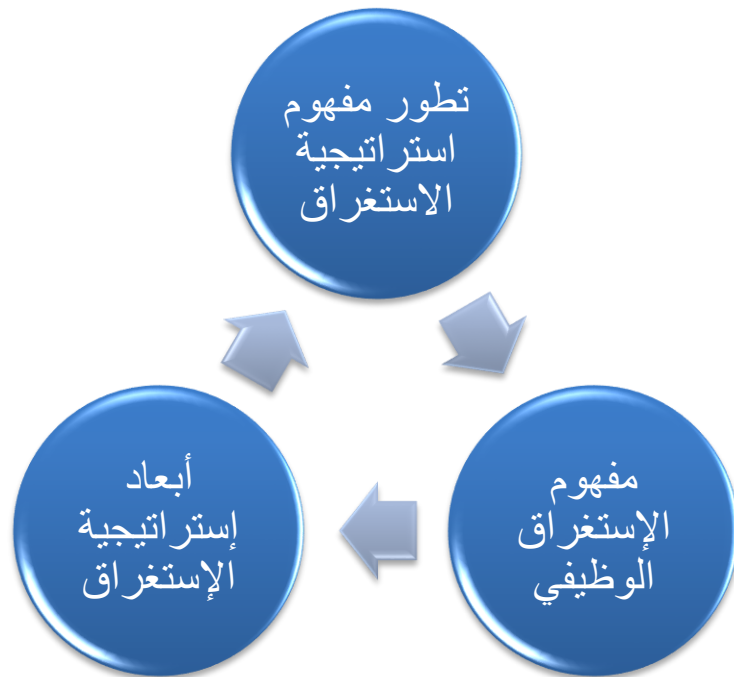 تطور مفهوم
استراتيجية
الاستغراق
مفهوم
الإستغراق
الوظيفي
أبعاد
إستراتيجية
الإستغراق